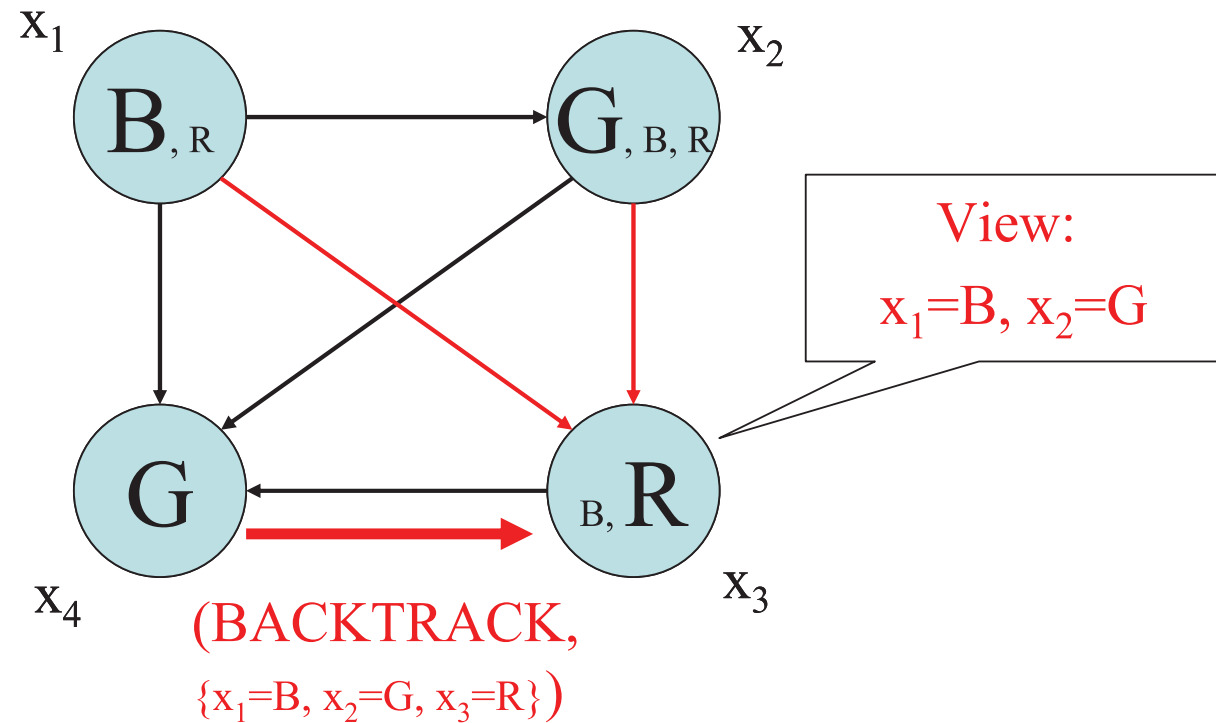 x₁
x₂
B, R
G, B, R
View:
x₁=B, x₂=G
G
B, R
x₄
x₃
(BACKTRACK,
{x₁=B, x₂=G, x₃=R})